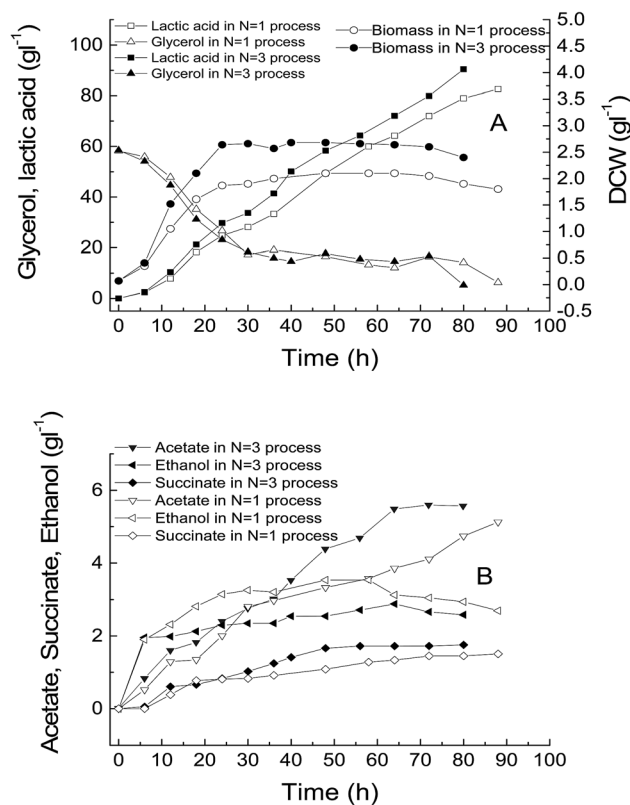 Lactic acid in N=1 process
Glycerol in N=1 process
Lactic acid in N=3 process
Glycerol in N=3 process
Biomass in N=1 process
Biomass in N=3 process
100
80
60
40
20
0
Glycerol, lactic acid (gl⁻¹)
5.0
4.5
4.0
3.5
3.0
2.5
2.0
1.5
1.0
0.5
0.0
-0.5
DCW (gl⁻¹)
A
0 10 20 30 40 50 60 70 80 90 100
Time (h)
Acetate in N=3 process
Ethanol in N=3 process
Succinate in N=3 process
Acetate in N=1 process
Ethanol in N=1 process
Succinate in N=1 process
6
4
2
0
Acetate, Succinate, Ethanol (gl⁻¹)
B
0 10 20 30 40 50 60 70 80 90 100
Time (h)